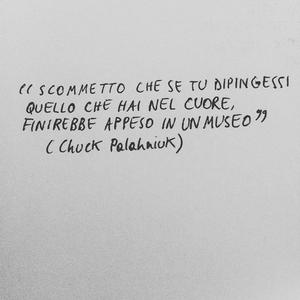 “SCOMMETTO CHE SE TU DIPINGESSI
QUELLO CHE HAI NEL CUORE,
FINIREBBE APPESO IN UN MUSEO”
(Chuck Palahniuk)